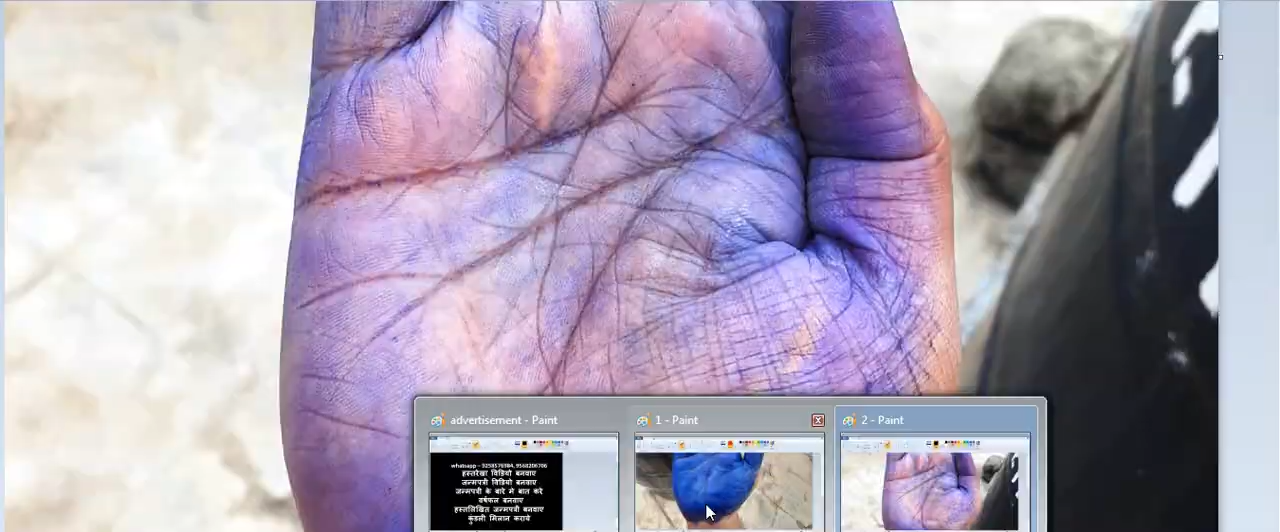 advertisement - Paint
1 - Paint
2 - Paint
whatsapp - 9258579384, 9568206706
हस्तरेखा विडियो बनवाए
जन्मपत्री विडियो बनवाए
जन्मपत्री के बारे मे बात करे
वर्षफल बनवाए
हस्तलिखित जन्मपत्री बनवाए
कुंडली मिलान कराये